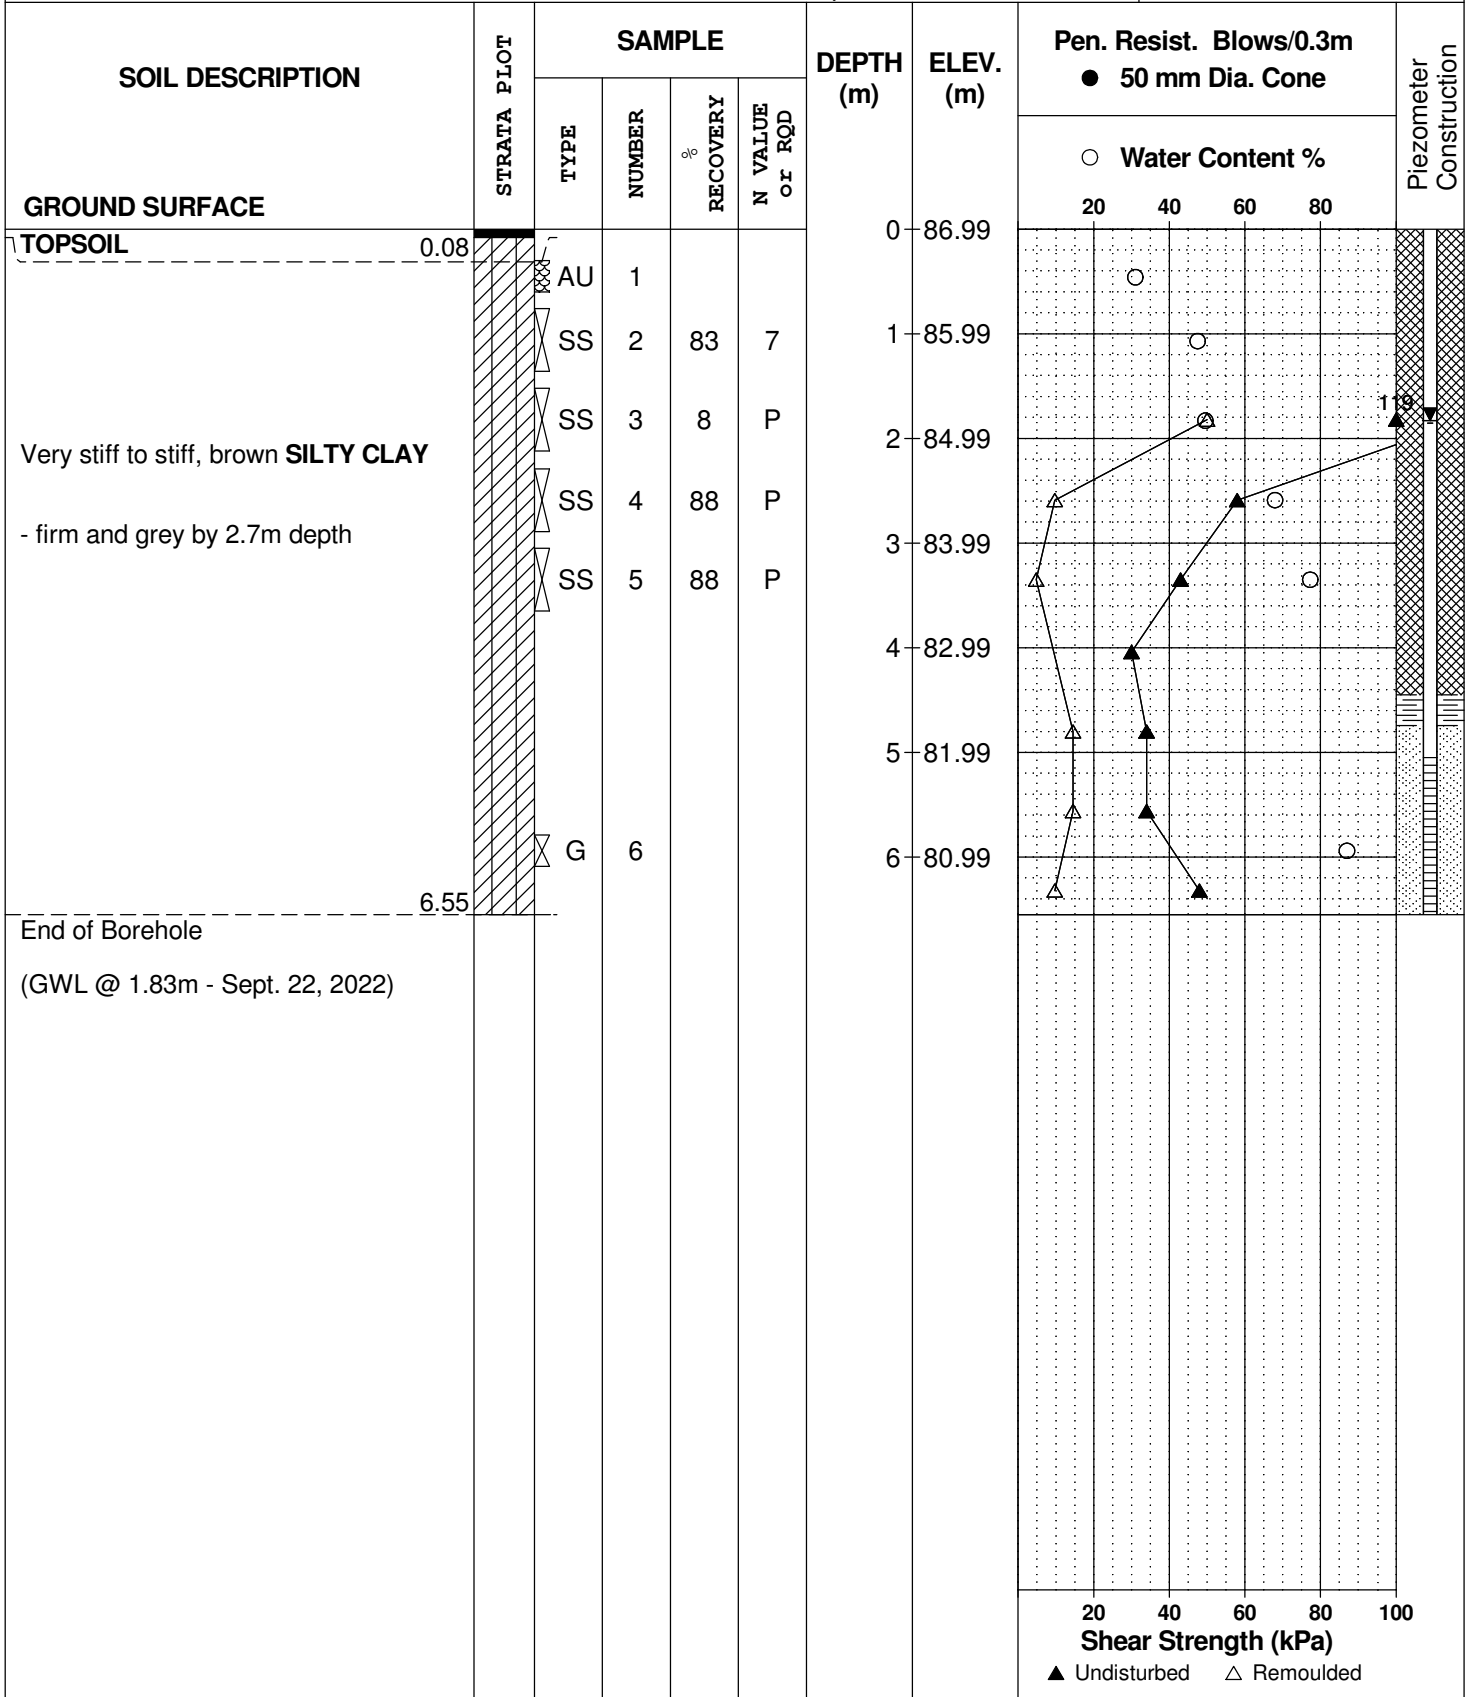 SOIL DESCRIPTION
GROUND SURFACE
STRATA PLOT
SAMPLE
TYPE
NUMBER
% RECOVERY
N VALUE or RQD
DEPTH (m)
ELEV. (m)
Pen. Resist. Blows/0.3m
● 50 mm Dia. Cone
○ Water Content %
20 40 60 80
Piezometer Construction
TOPSOIL 0.08
0 86.99
AU 1
SS 2 83 7
1 85.99
119
SS 3 8 P
2 84.99
Very stiff to stiff, brown SILTY CLAY
SS 4 88 P
- firm and grey by 2.7m depth
3 83.99
SS 5 88 P
4 82.99
5 81.99
G 6
6 80.99
6.55
End of Borehole
(GWL @ 1.83m - Sept. 22, 2022)
20 40 60 80 100
Shear Strength (kPa)
▲ Undisturbed △ Remoulded